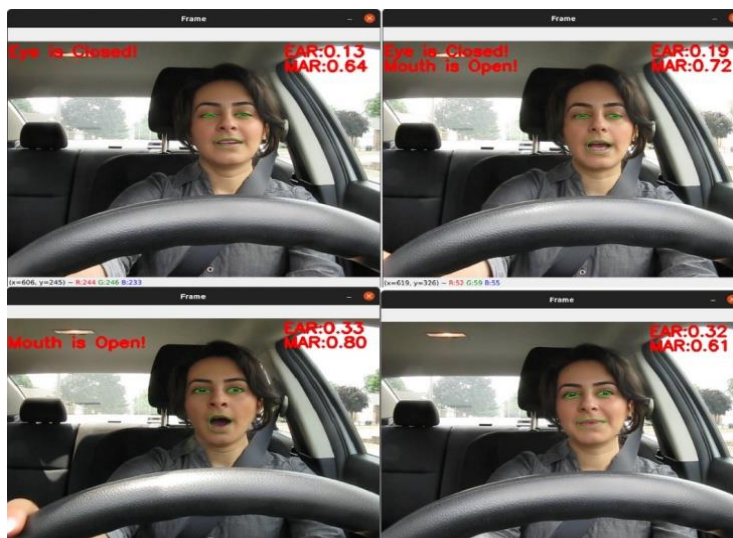 Frame
Eye is Closed!
EAR:0.13
MAR:0.64
(x=606, y=245) ~ R:244 G:246 B:233
Frame
Eye is Closed!
Mouth is Open!
EAR:0.19
MAR:0.72
(x=619, y=326) ~ R:52 G:59 B:55
Frame
Mouth is Open!
EAR:0.33
MAR:0.80
Frame
EAR:0.32
MAR:0.61